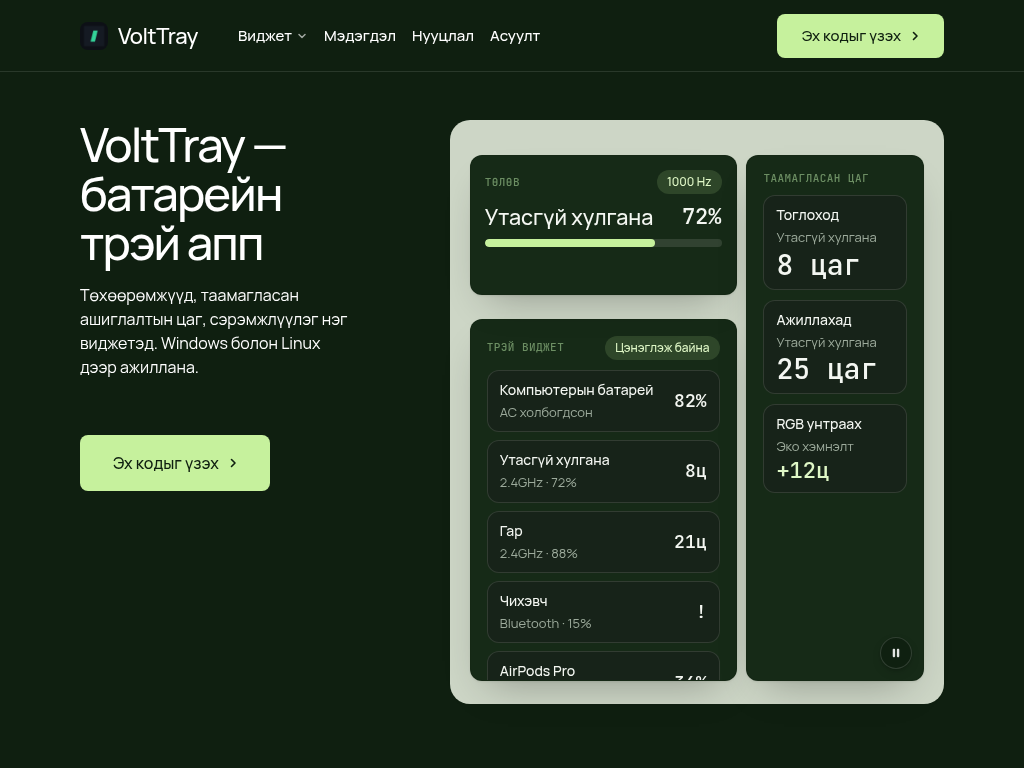 VoltTray
Виджет
Мэдэгдэл
Нууцлал
Асуулт
Эх кодыг үзэх
VoltTray —
батарейн
трэй апп
Төхөөрөмжүүд, таамагласан
ашиглалтын цаг, сэрэмжлүүлэг нэг
виджетэд. Windows болон Linux
дээр ажиллана.
Эх кодыг үзэх
ТӨЛӨВ
1000 Hz
Утасгүй хулгана
72%
ТРЭЙ ВИДЖЕТ
Цэнэглэж байна
Компьютерын батарей
AC холбогдсон
82%
Утасгүй хулгана
2.4GHz · 72%
8ц
Гар
2.4GHz · 88%
21ц
Чихэвч
Bluetooth · 15%
!
AirPods Pro
ТААМАГЛАСАН ЦАГ
Тоглоход
Утасгүй хулгана
8 цаг
Ажиллахад
Утасгүй хулгана
25 цаг
RGB унтраах
Эко хэмнэлт
+12ц